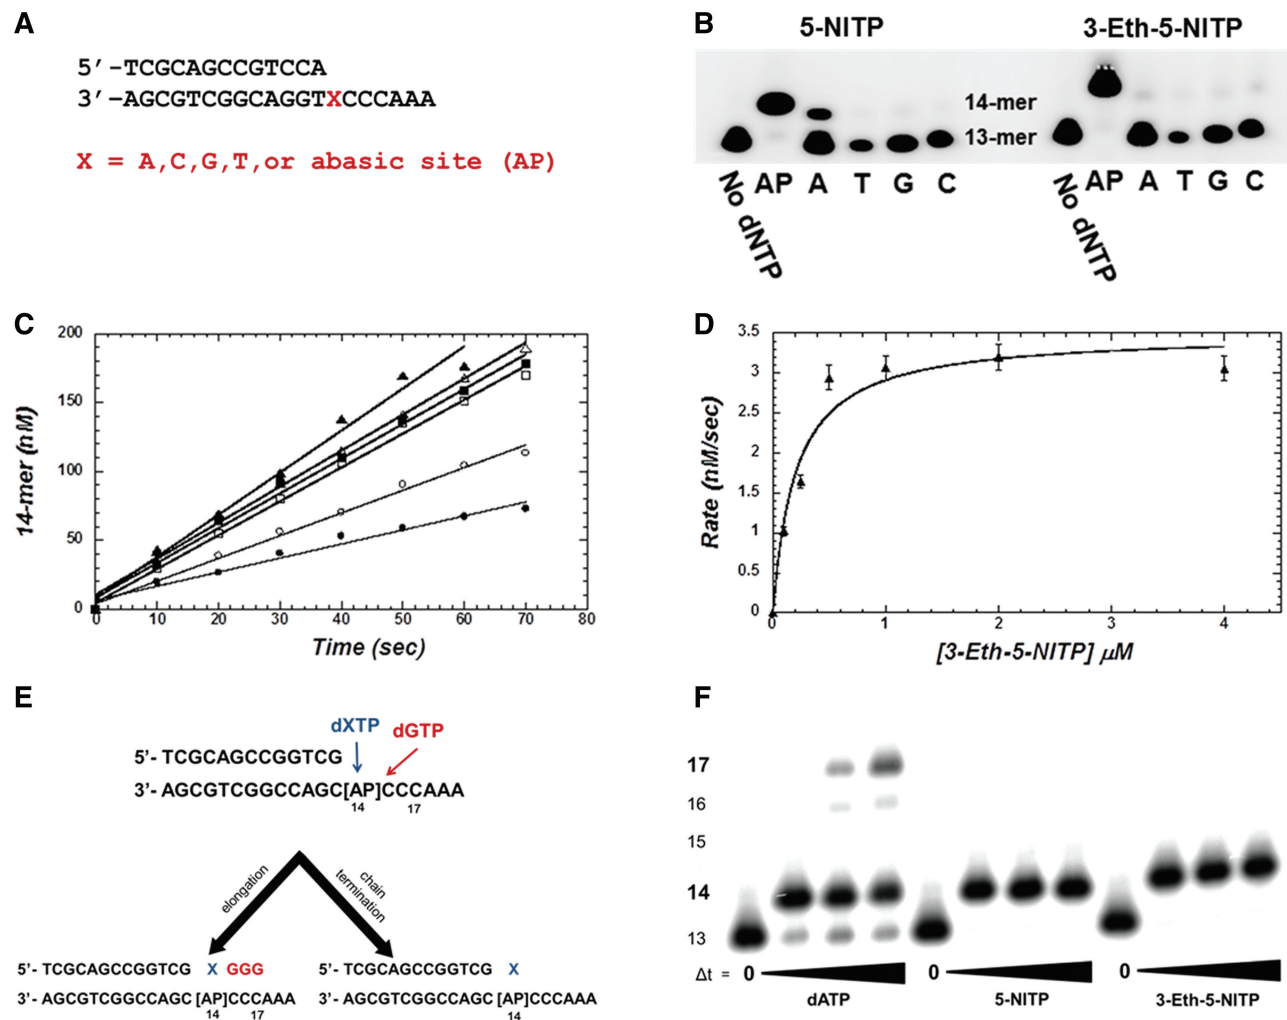 A
5’-TCGCAGCCGTCCA
3’-AGCGTCGGCAGGTXCCCAAA
X = A,C,G,T,or abasic site (AP)
B
5-NITP
3-Eth-5-NITP
14-mer
13-mer
No dNTP
AP
A
T
G
C
No dNTP
AP
A
T
G
C
C
14-mer (nM)
200
150
100
50
0
0 10 20 30 40 50 60 70 80
Time (sec)
D
Rate (nM/sec)
3.5
3
2.5
2
1.5
1
0.5
0
0 1 2 3 4
[3-Eth-5-NITP] µM
E
dXTP
dGTP
5’- TCGCAGCCGGTCG
3’- AGCGTCGGCCAGC[AP]CCCAAA
14 17
elongation
chain
termination
5’- TCGCAGCCGGTCG X GGG
3’- AGCGTCGGCCAGC [AP]CCCAAA
14 17
5’- TCGCAGCCGGTCG X
3’- AGCGTCGGCCAGC [AP]CCCAAA
14
F
17
16
15
14
13
Δt = 0
0
0
dATP
5-NITP
3-Eth-5-NITP